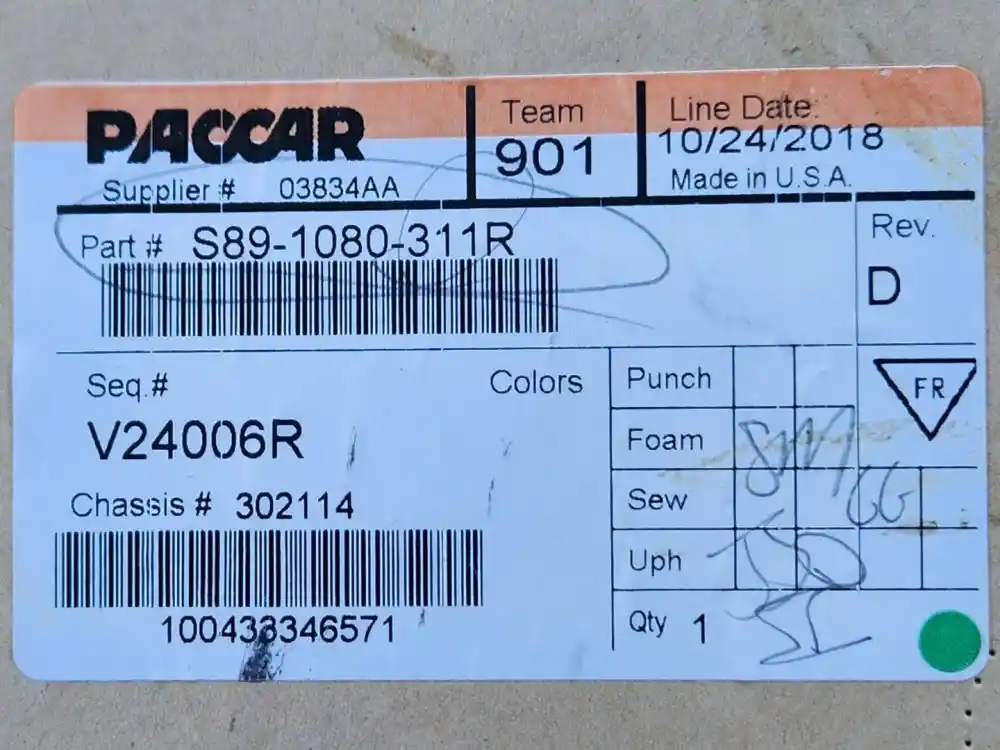 PACCAR
Supplier # 03834AA
Team
901
Line Date:
10/24/2018
Made in U.S.A.
Part # S89-1080-311R
Rev.
D
Seq.#
V24006R
Colors
Chassis # 302114
100433346571
Punch
Foam
Sew
Uph
Qty 1
FR